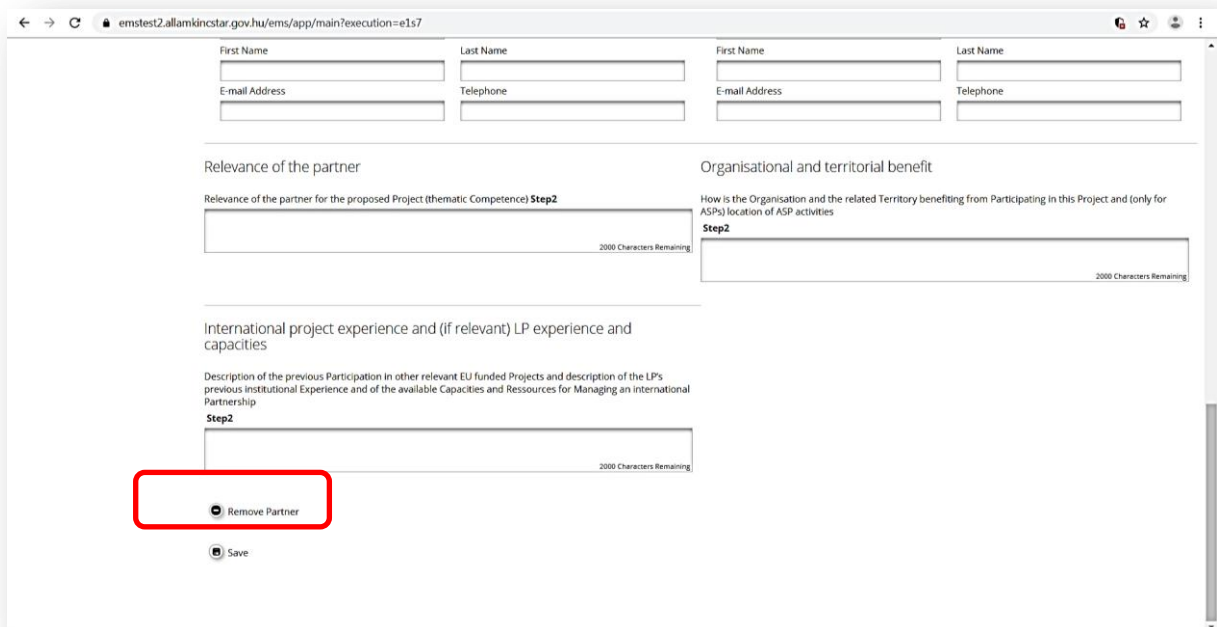 emstest2.allamkincstar.gov.hu/ems/app/main?execution=e1s7
First Name
Last Name
First Name
Last Name
E-mail Address
Telephone
E-mail Address
Telephone
Relevance of the partner
Relevance of the partner for the proposed Project (thematic Competence) Step2
2000 Characters Remaining
Organisational and territorial benefit
How is the Organisation and the related Territory benefiting from Participating in this Project and (only for
ASPs) location of ASP activities
Step2
2000 Characters Remaining
International project experience and (if relevant) LP experience and
capacities
Description of the previous Participation in other relevant EU funded Projects and description of the LP's
previous institutional Experience and of the available Capacities and Ressources for Managing an international
Partnership
Step2
2000 Characters Remaining
Remove Partner
Save